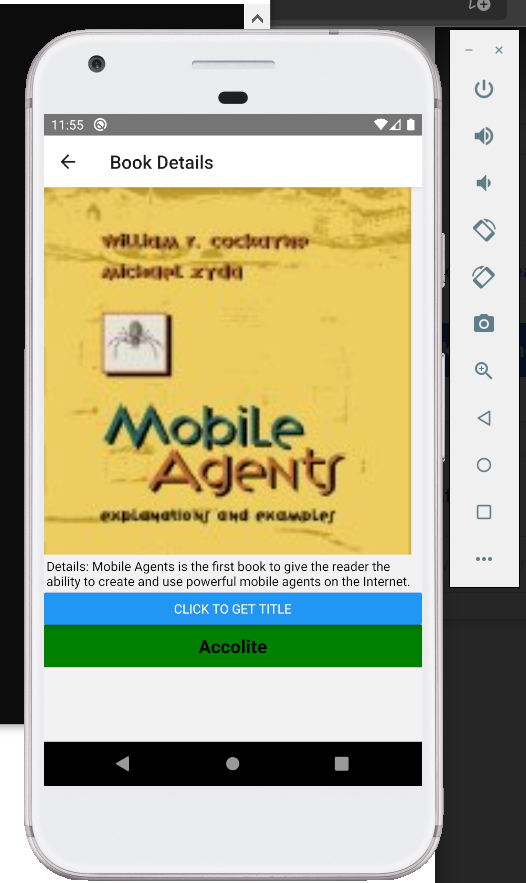 11:55
Book Details
William R. Cockayne
Michael Zyda
Mobile
Agents
explanations and examples
Details: Mobile Agents is the first book to give the reader the
ability to create and use powerful mobile agents on the Internet.
CLICK TO GET TITLE
Accolite